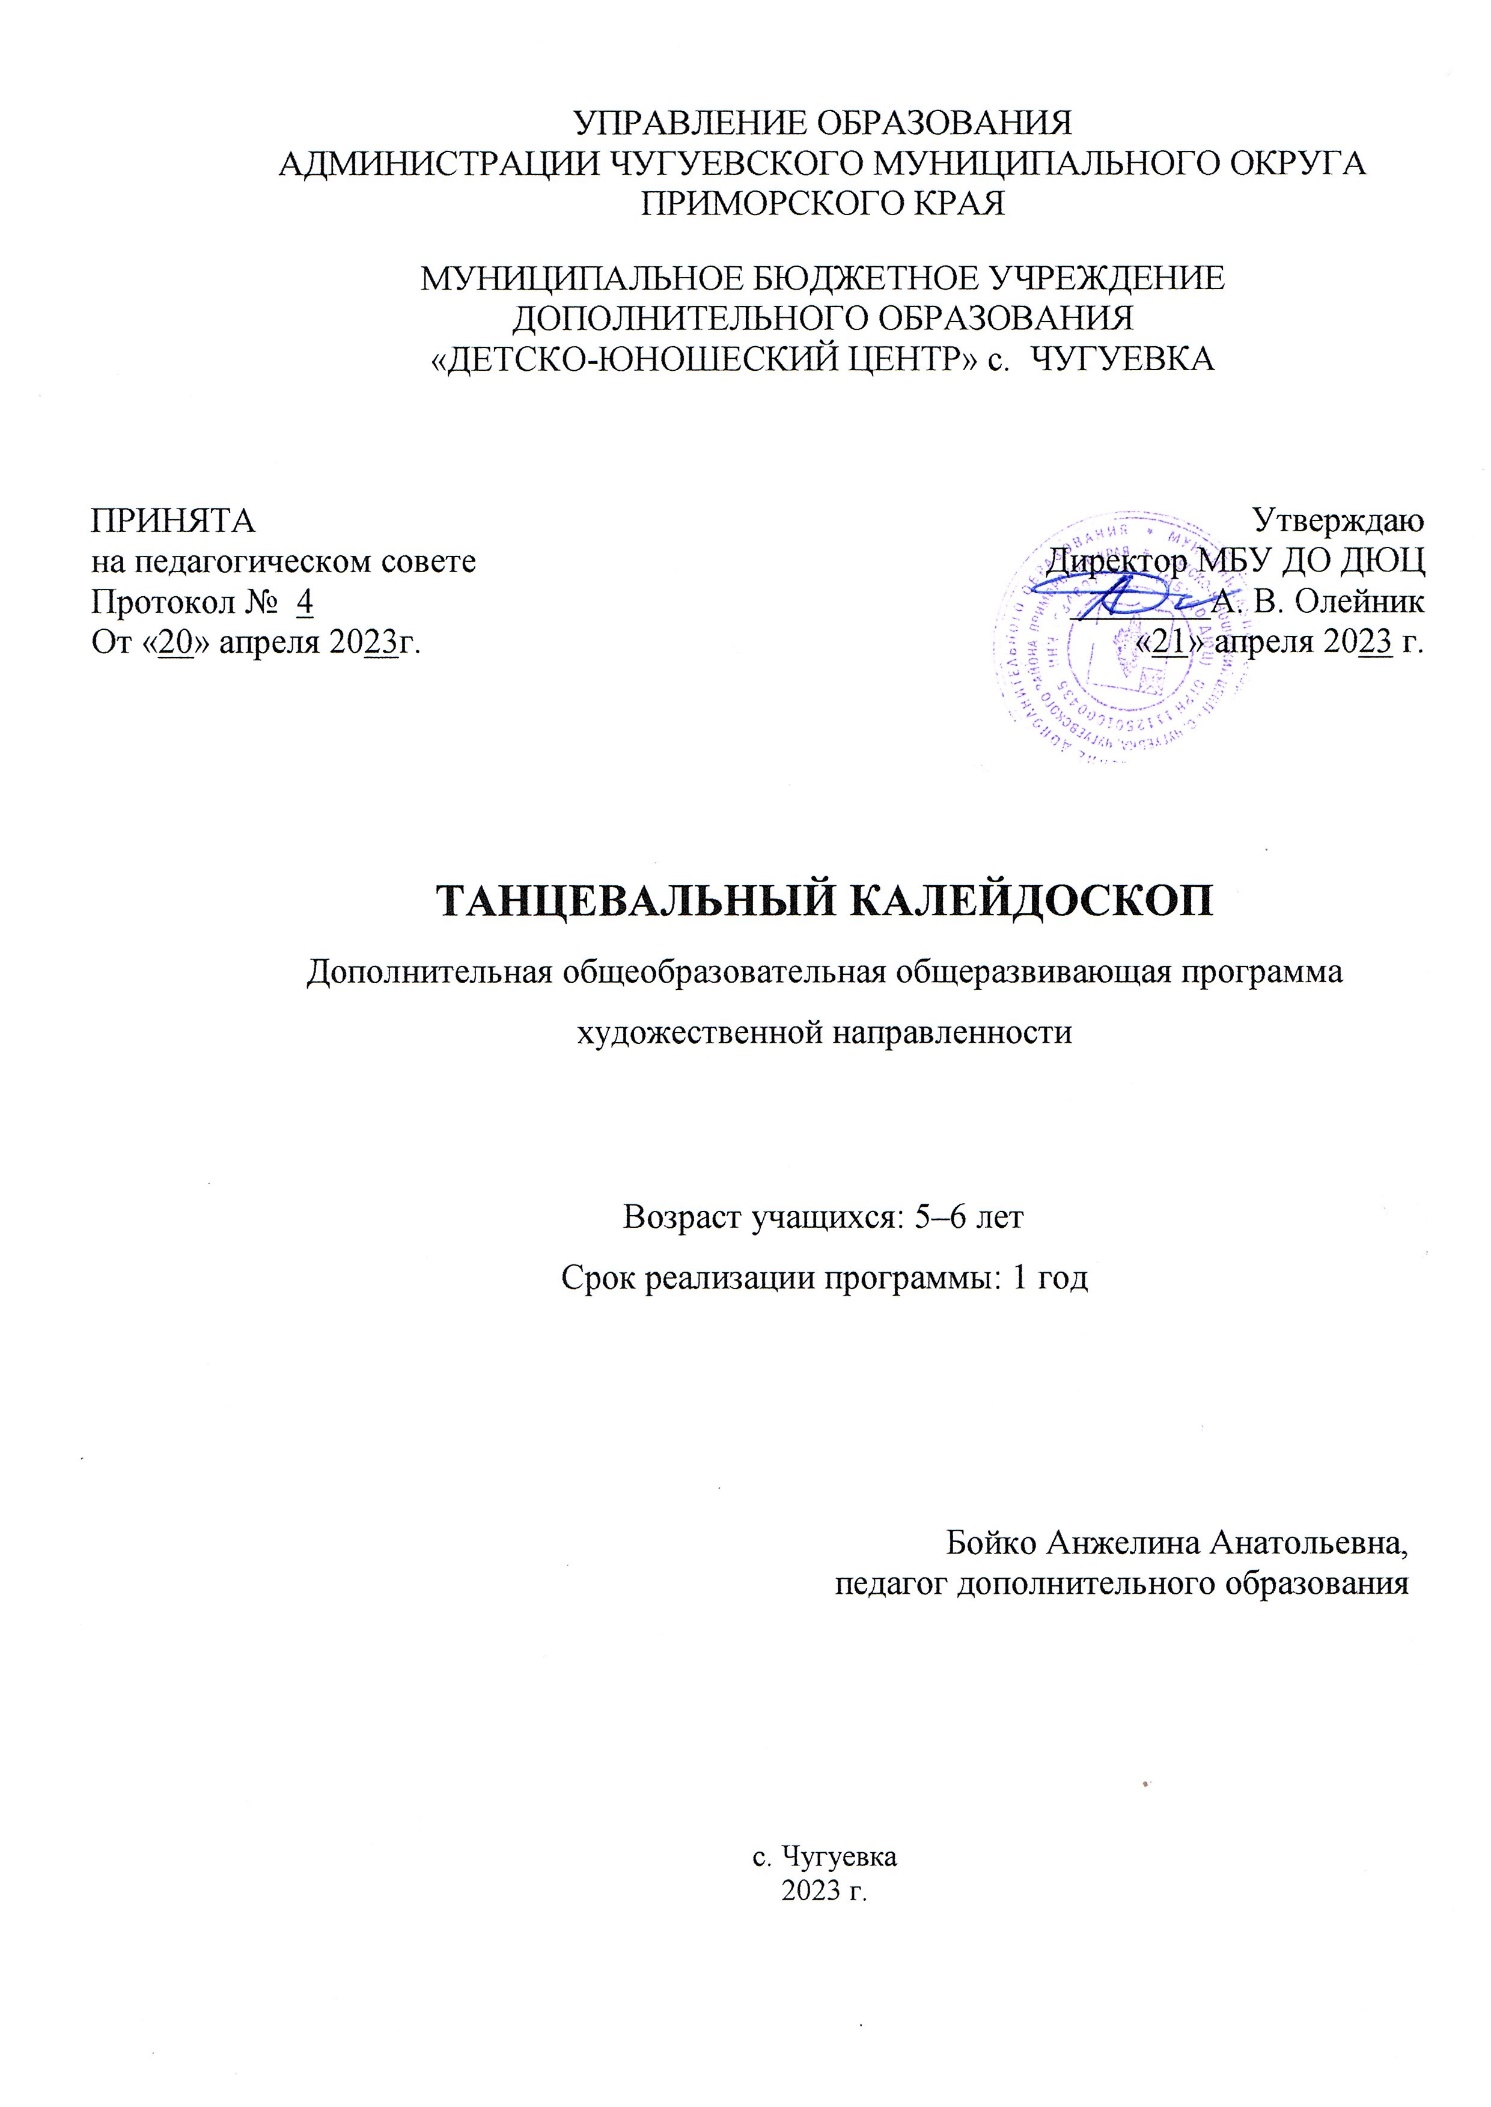 УПРАВЛЕНИЕ ОБРАЗОВАНИЯ
АДМИНИСТРАЦИИ ЧУГУЕВСКОГО МУНИЦИПАЛЬНОГО ОКРУГА
ПРИМОРСКОГО КРАЯ
МУНИЦИПАЛЬНОЕ БЮДЖЕТНОЕ УЧРЕЖДЕНИЕ
ДОПОЛНИТЕЛЬНОГО ОБРАЗОВАНИЯ
«ДЕТСКО-ЮНОШЕСКИЙ ЦЕНТР» с. ЧУГУЕВКА
ПРИНЯТА
на педагогическом совете
Протокол № 4
От «20» апреля 2023г.
Утверждаю
Директор МБУ ДО ДЮЦ
________А. В. Олейник
«21» апреля 2023 г.
ТАНЦЕВАЛЬНЫЙ КАЛЕЙДОСКОП
Дополнительная общеобразовательная общеразвивающая программа
художественной направленности
Возраст учащихся: 5–6 лет
Срок реализации программы: 1 год
Бойко Анжелина Анатольевна,
педагог дополнительного образования
с. Чугуевка
2023 г.